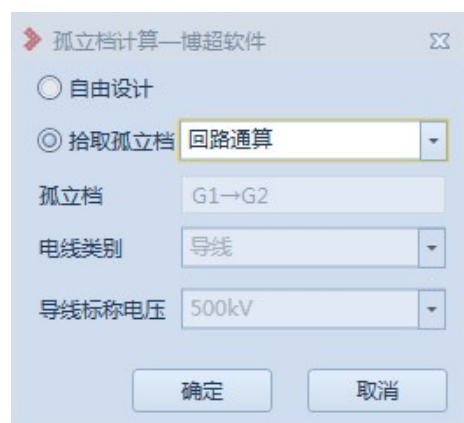 孤立档计算—博超软件
自由设计
拾取孤立档 回路通算
孤立档 G1→G2
电线类别 导线
导线标称电压 500kV
确定 取消